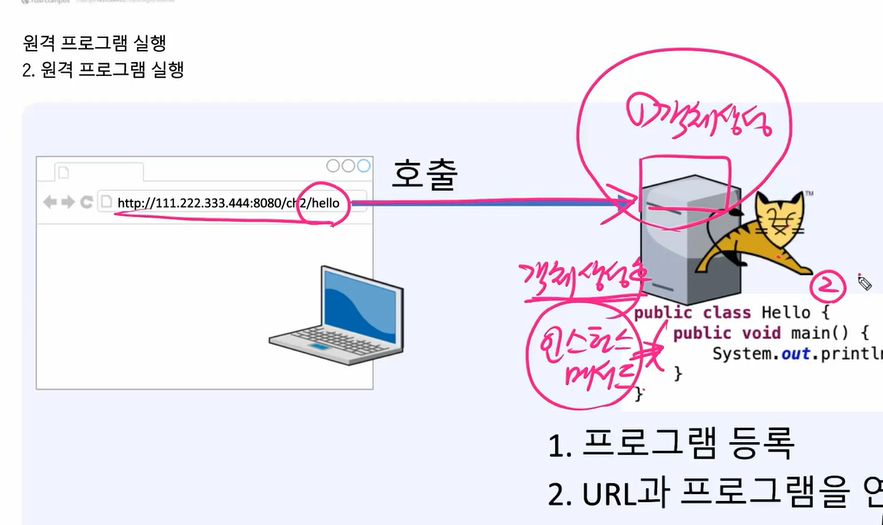 원격 프로그램 실행
2. 원격 프로그램 실행
① 객체생성
호출
http://111.222.333.444:8080/ch2/hello
TM
객체생성후
②
public class Hello {
인스턴스
public void main() {
메서드
System.out.println
}
}
1. 프로그램 등록
2. URL과 프로그램을 연